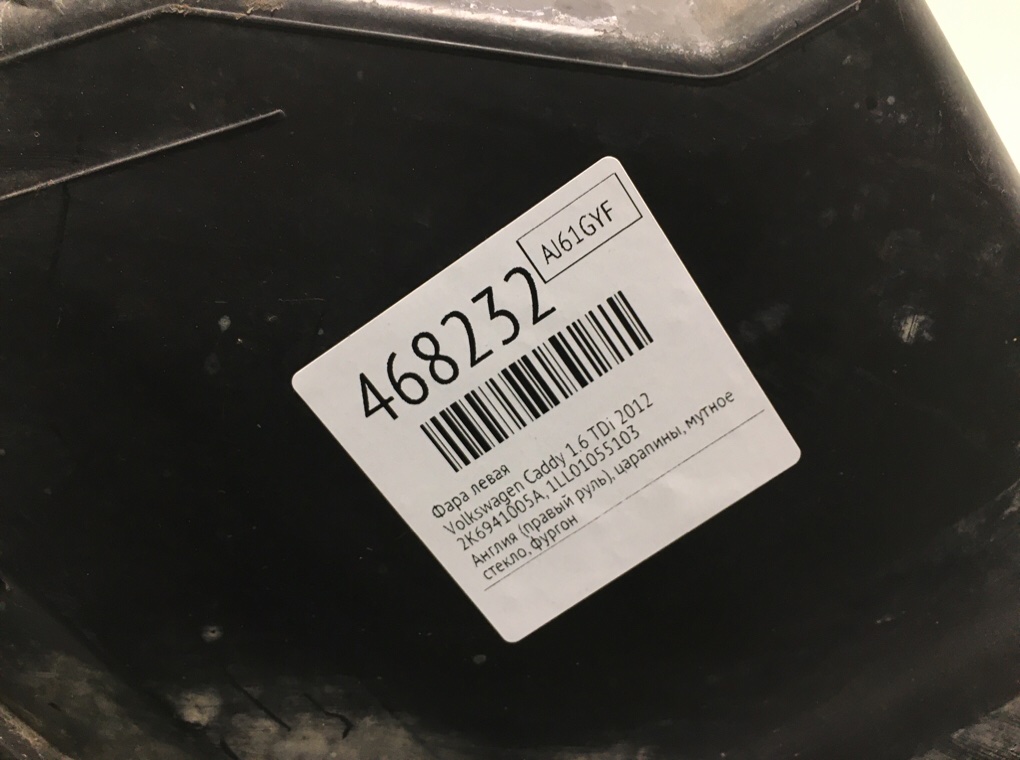 AJ61GYF
468232
Фара левая
Volkswagen Caddy 1.6 TDi 2012
2K6941005A, 1LL01055103
Англия (правый руль), царапины, мутное
стекло, фургон